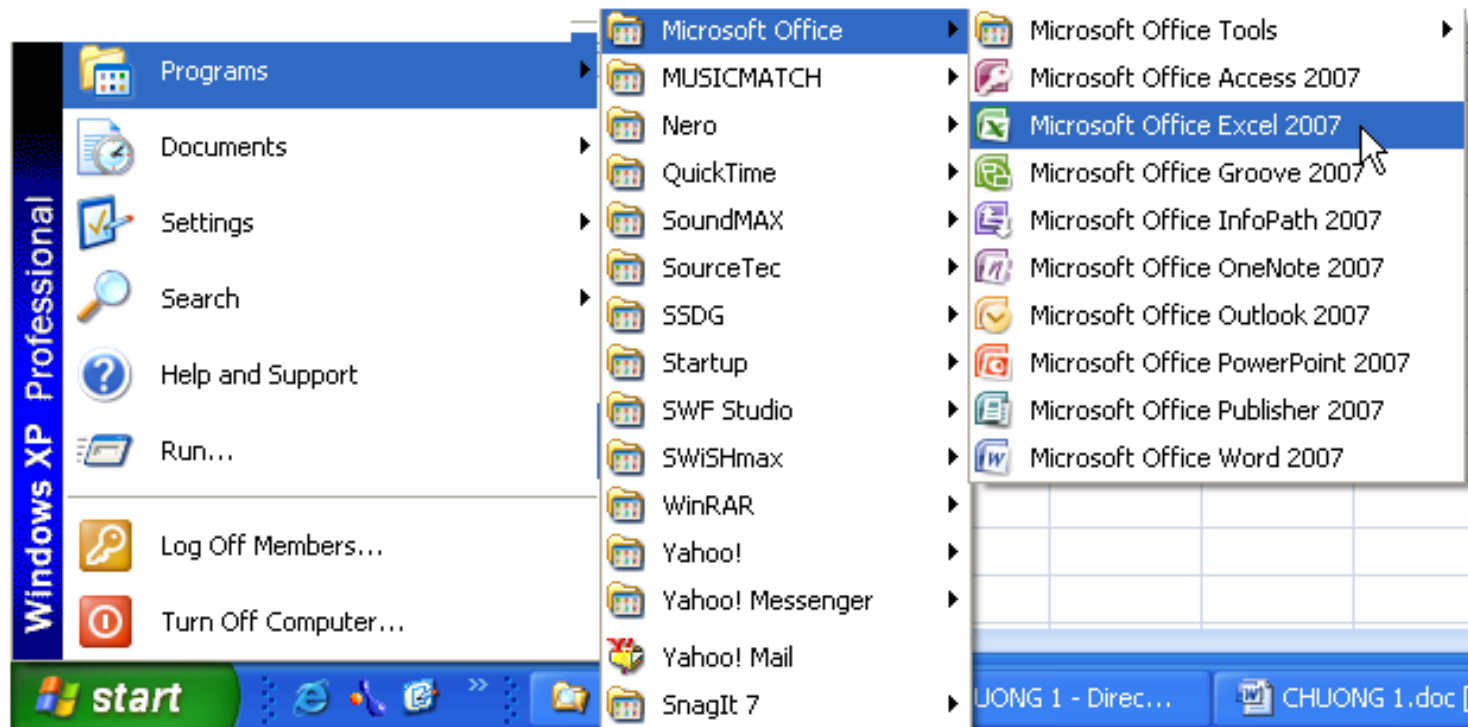 Windows XP Professional
Programs
Documents
Settings
Search
Help and Support
Run...
Log Off Members...
Turn Off Computer...
Microsoft Office
MUSICMATCH
Nero
QuickTime
SoundMAX
SourceTec
SSDG
Startup
SWF Studio
SWiSHmax
WinRAR
Yahoo!
Yahoo! Messenger
Yahoo! Mail
SnagIt 7
Microsoft Office Tools
Microsoft Office Access 2007
Microsoft Office Excel 2007
Microsoft Office Groove 2007
Microsoft Office InfoPath 2007
Microsoft Office OneNote 2007
Microsoft Office Outlook 2007
Microsoft Office PowerPoint 2007
Microsoft Office Publisher 2007
Microsoft Office Word 2007
start
UONG 1 - Direc...
CHUONG 1.doc [